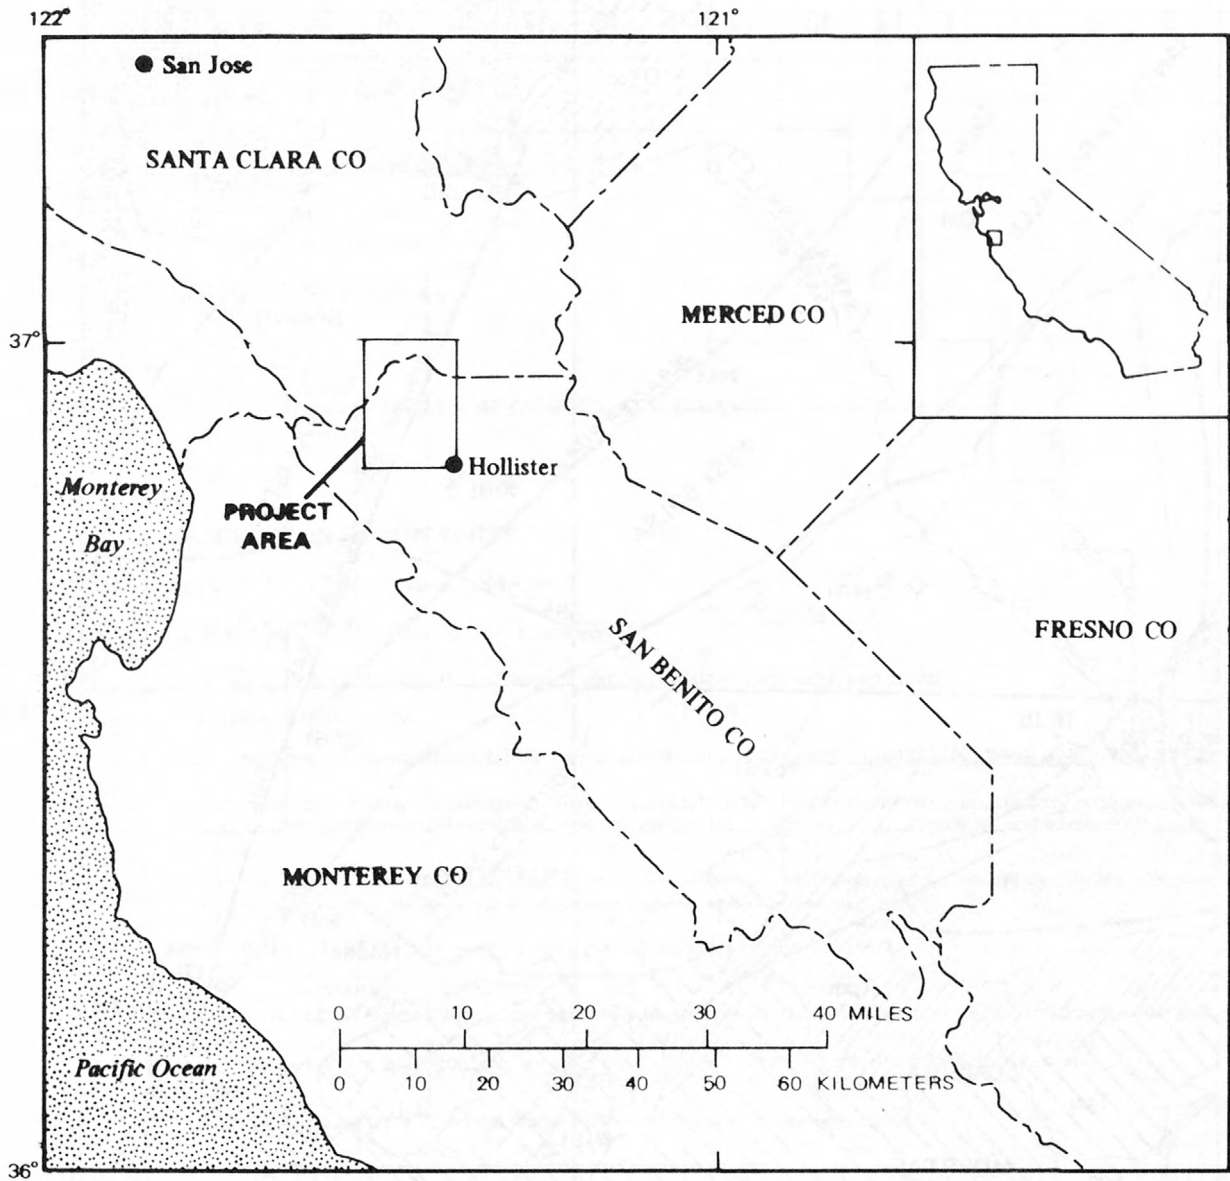 122°
121°
San Jose
SANTA CLARA CO
37°
MERCED CO
Monterey
Bay
Hollister
PROJECT
AREA
SAN BENITO CO
FRESNO CO
MONTEREY CO
0 10 20 30 40 MILES
0 10 20 30 40 50 60 KILOMETERS
Pacific Ocean
36°